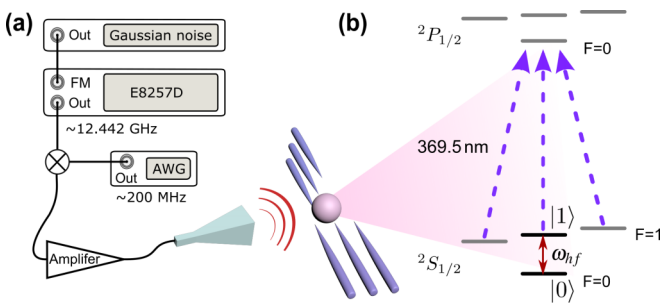 (a)
Out
Gaussian noise
FM
Out
E8257D
~12.442 GHz
AWG
Out
~200 MHz
Amplifer
(b)
²P₁/₂
F=0
369.5 nm
|1⟩
F=1
²S₁/₂
ω_hf
|0⟩
F=0